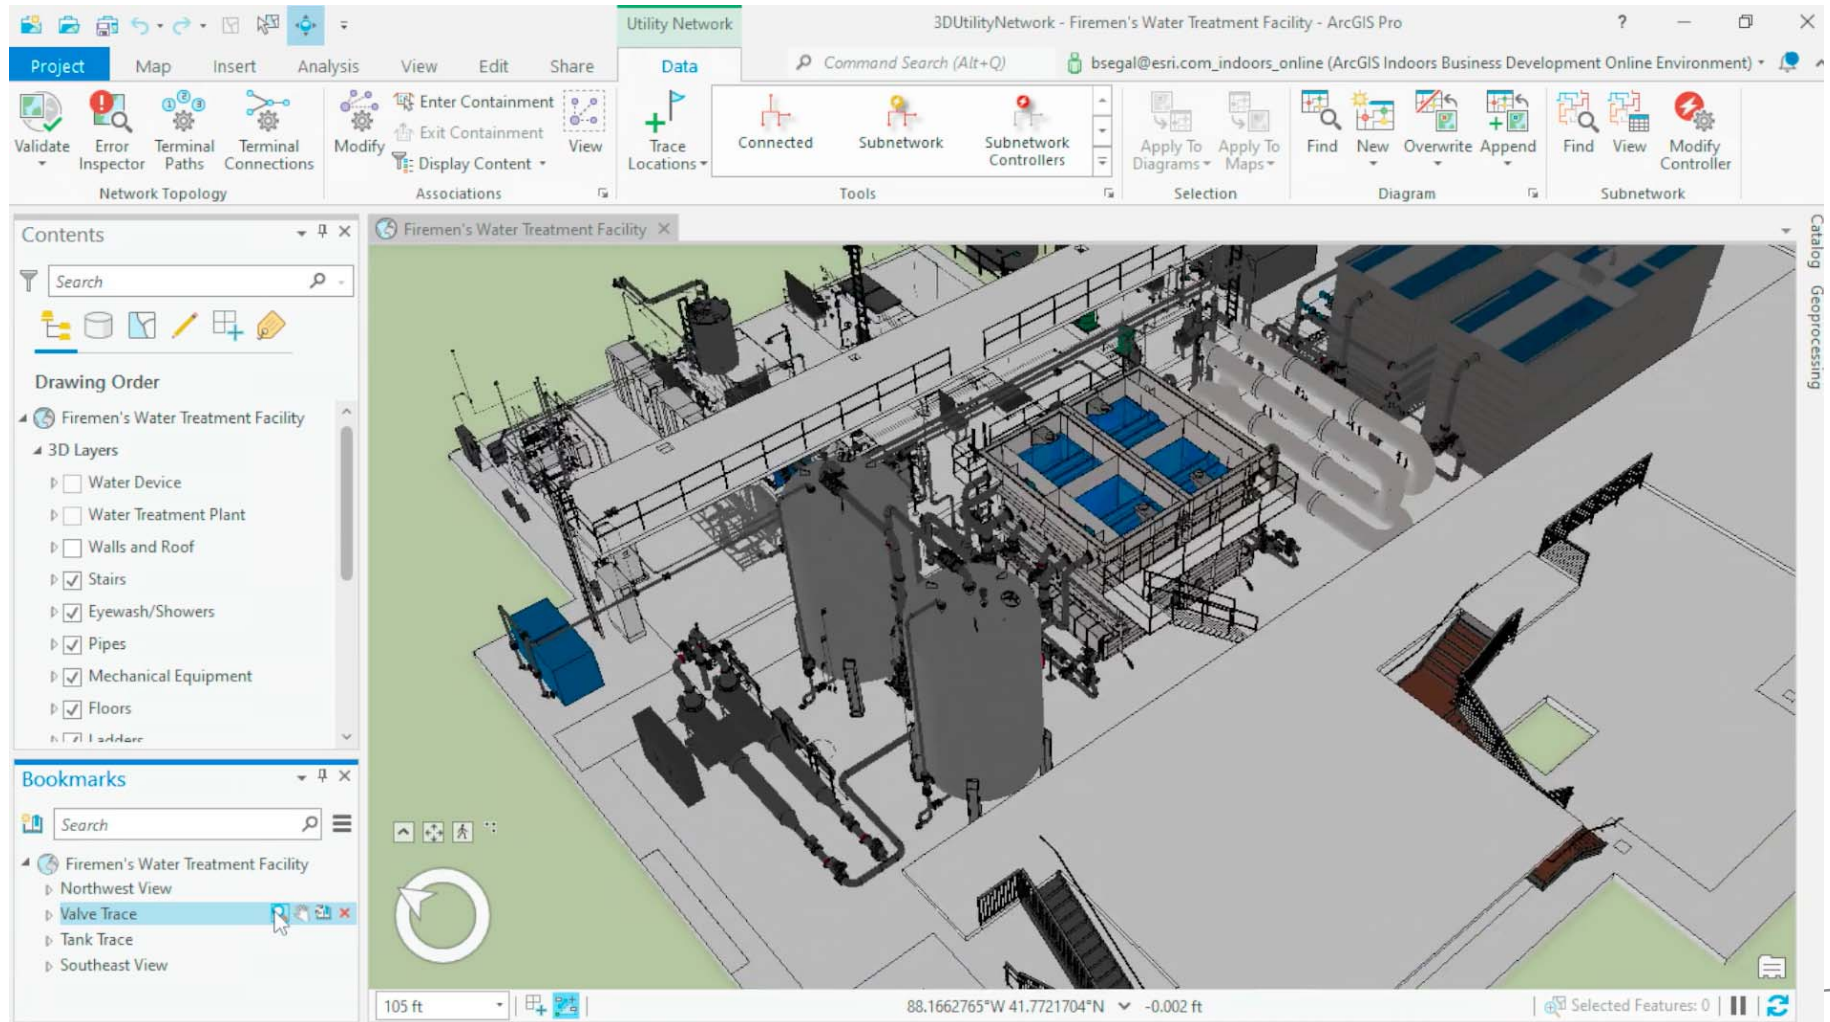 Utility Network
3DUtilityNetwork - Firemen's Water Treatment Facility - ArcGIS Pro
?
Project Map Insert Analysis View Edit Share Data
Command Search (Alt+Q)
bsegal@esri.com_indoors_online (ArcGIS Indoors Business Development Online Environment)
Validate
Error Inspector
Terminal Paths
Terminal Connections
Network Topology
Modify
Enter Containment
Exit Containment
Display Content
View
Associations
Trace Locations
Connected
Subnetwork
Subnetwork Controllers
Tools
Apply To Diagrams
Apply To Maps
Selection
Find
New
Overwrite
Append
Diagram
Find
View
Modify Controller
Subnetwork
Contents
Search
Drawing Order
Firemen's Water Treatment Facility
3D Layers
Water Device
Water Treatment Plant
Walls and Roof
Stairs
Eyewash/Showers
Pipes
Mechanical Equipment
Floors
Ladders
Bookmarks
Search
Firemen's Water Treatment Facility
Northwest View
Valve Trace
Tank Trace
Southeast View
Firemen's Water Treatment Facility
105 ft
88.1662765°W 41.7721704°N
-0.002 ft
Selected Features: 0
Catalog
Geoprocessing